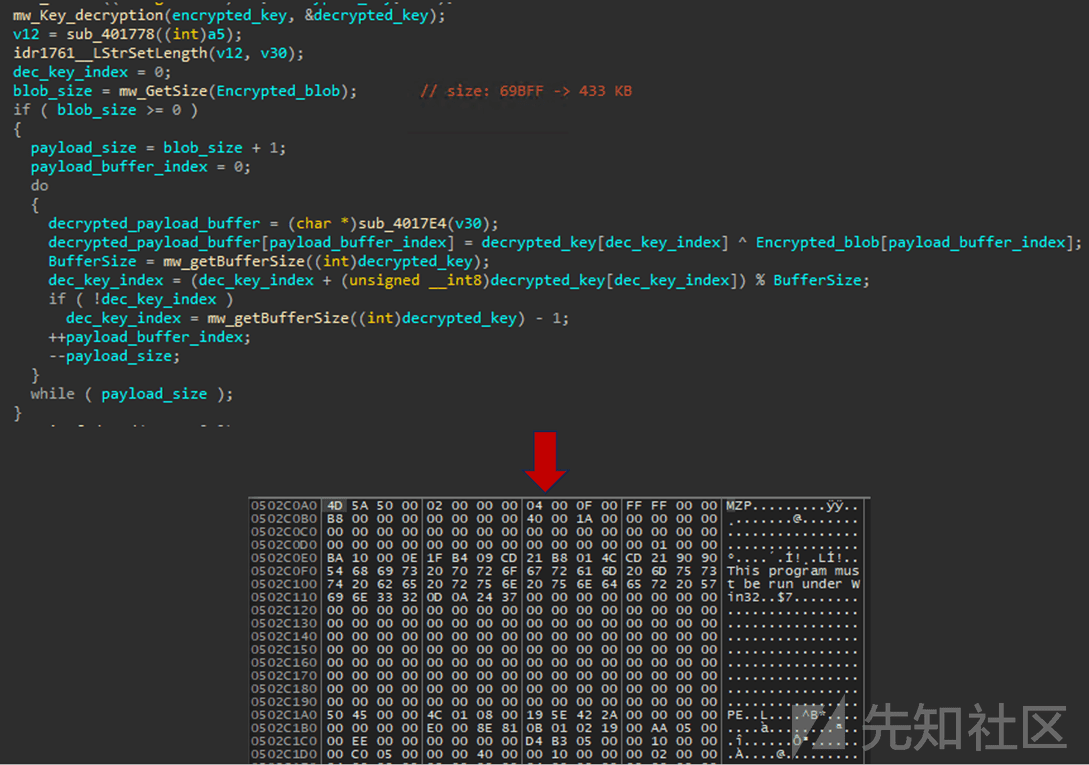 mw_Key_decryption(encrypted_key, &decrypted_key);
v12 = sub_401778((int)a5);
idr1761__LStrSetLength(v12, v30);
dec_key_index = 0;
blob_size = mw_GetSize(Encrypted_blob); // size: 69BFF -> 433 KB
if ( blob_size >= 0 )
{
payload_size = blob_size + 1;
payload_buffer_index = 0;
do
{
decrypted_payload_buffer = (char *)sub_4017E4(v30);
decrypted_payload_buffer[payload_buffer_index] = decrypted_key[dec_key_index] ^ Encrypted_blob[payload_buffer_index];
BufferSize = mw_getBufferSize((int)decrypted_key);
dec_key_index = (dec_key_index + (unsigned __int8)decrypted_key[dec_key_index]) % BufferSize;
if ( !dec_key_index )
dec_key_index = mw_getBufferSize((int)decrypted_key) - 1;
++payload_buffer_index;
--payload_size;
}
while ( payload_size );
}
0502C0A0 4D 5A 50 00 02 00 00 00 04 00 0F 00 FF FF 00 00 MZP.........ÿÿ..
0502C0B0 B8 00 00 00 00 00 00 00 40 00 1A 00 00 00 00 00 ¸.......@.......
0502C0C0 00 00 00 00 00 00 00 00 00 00 00 00 00 00 00 00 ................
0502C0D0 00 00 00 00 00 00 00 00 00 00 00 00 00 01 00 00 ................
0502C0E0 BA 10 00 0E 1F B4 09 CD 21 B8 01 4C CD 21 90 90 º....´.Í!¸.LÍ!..
0502C0F0 54 68 69 73 20 70 72 6F 67 72 61 6D 20 6D 75 73 This program mus
0502C100 74 20 62 65 20 72 75 6E 20 75 6E 64 65 72 20 57 t be run under W
0502C110 69 6E 33 32 0D 0A 24 37 00 00 00 00 00 00 00 00 in32..$7........
0502C120 00 00 00 00 00 00 00 00 00 00 00 00 00 00 00 00 ................
0502C130 00 00 00 00 00 00 00 00 00 00 00 00 00 00 00 00 ................
0502C140 00 00 00 00 00 00 00 00 00 00 00 00 00 00 00 00 ................
0502C150 00 00 00 00 00 00 00 00 00 00 00 00 00 00 00 00 ................
0502C160 00 00 00 00 00 00 00 00 00 00 00 00 00 00 00 00 ................
0502C170 00 00 00 00 00 00 00 00 00 00 00 00 00 00 00 00 ................
0502C180 00 00 00 00 00 00 00 00 00 00 00 00 00 00 00 00 ................
0502C190 00 00 00 00 00 00 00 00 00 00 00 00 00 00 00 00 ................
0502C1A0 50 45 00 00 4C 01 08 00 19 5E 42 2A 00 00 00 00 PE..L....^B*....
0502C1B0 00 00 00 00 E0 00 8E 81 0B 01 02 19 00 AA 05 00 ....à........ª..
0502C1C0 00 EE 00 00 00 00 00 00 D4 B3 05 00 00 10 00 00 .î......Ô³......
0502C1D0 00 C0 05 00 00 00 40 00 00 10 00 00 00 02 00 00 .À....@.........
先知社区